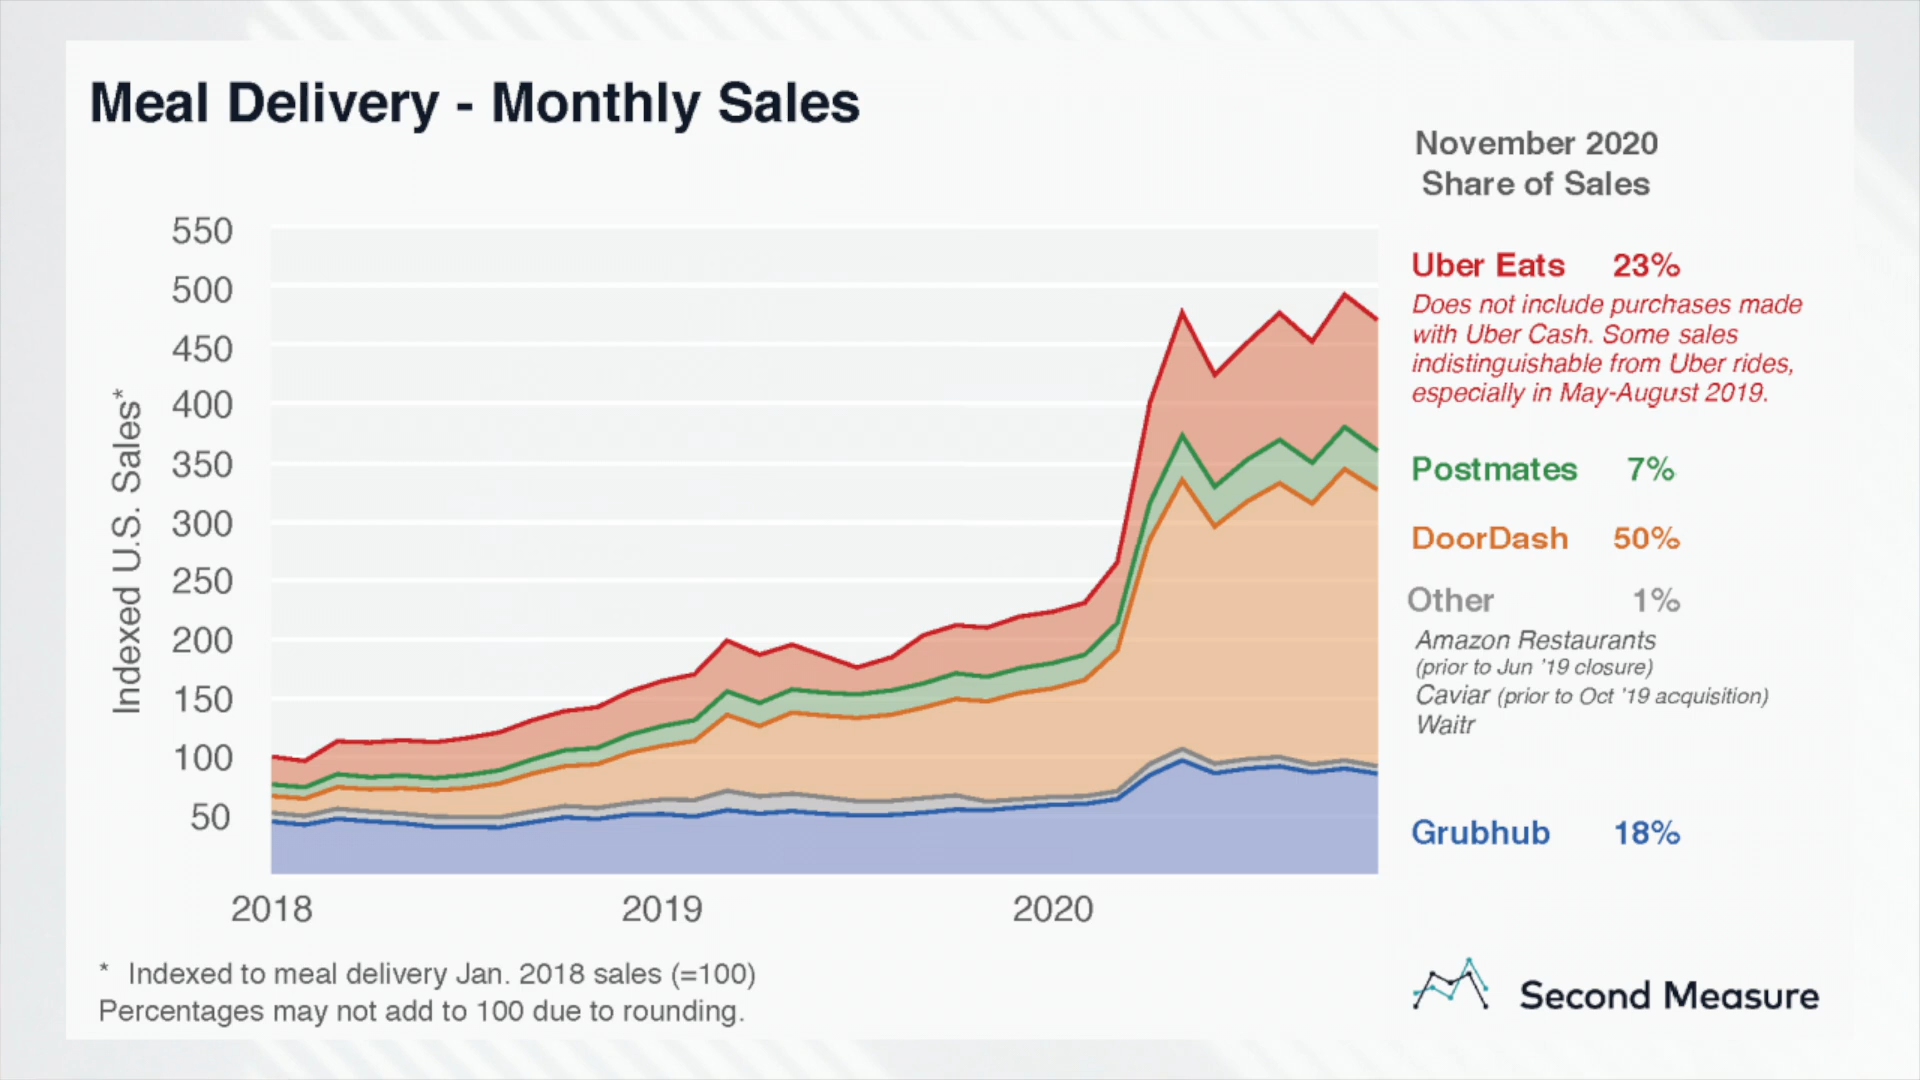 Meal Delivery - Monthly Sales
November 2020
Share of Sales
550
500
450
400
350
300
250
200
150
100
50
Indexed U.S. Sales*
2018
2019
2020
Uber Eats 23%
Does not include purchases made
with Uber Cash. Some sales
indistinguishable from Uber rides,
especially in May-August 2019.
Postmates 7%
DoorDash 50%
Other 1%
Amazon Restaurants
(prior to Jun '19 closure)
Caviar (prior to Oct '19 acquisition)
Waitr
Grubhub 18%
* Indexed to meal delivery Jan. 2018 sales (=100)
Percentages may not add to 100 due to rounding.
Second Measure